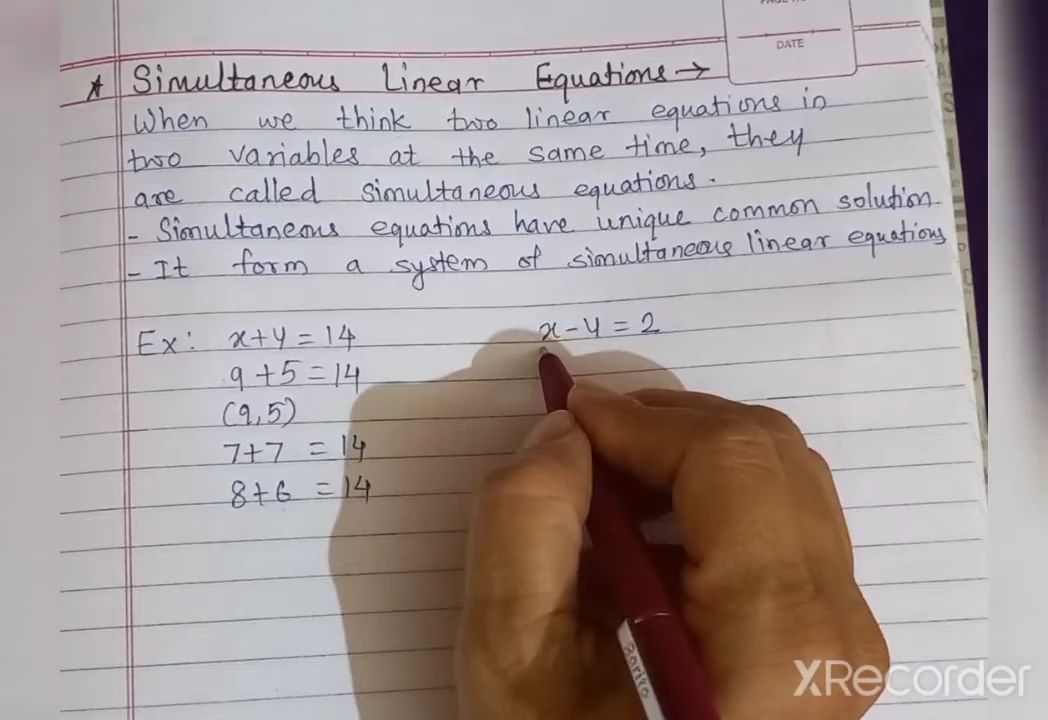 DATE
* Simultaneous Linear Equations →
When we think two linear equations in
two variables at the same time, they
are called simultaneous equations.
- Simultaneous equations have unique common solution.
- It form a system of simultaneous linear equations
Ex: x+y = 14 x-y = 2
9+5 = 14
(9,5)
7+7 = 14
8+6 = 14
XRecorder